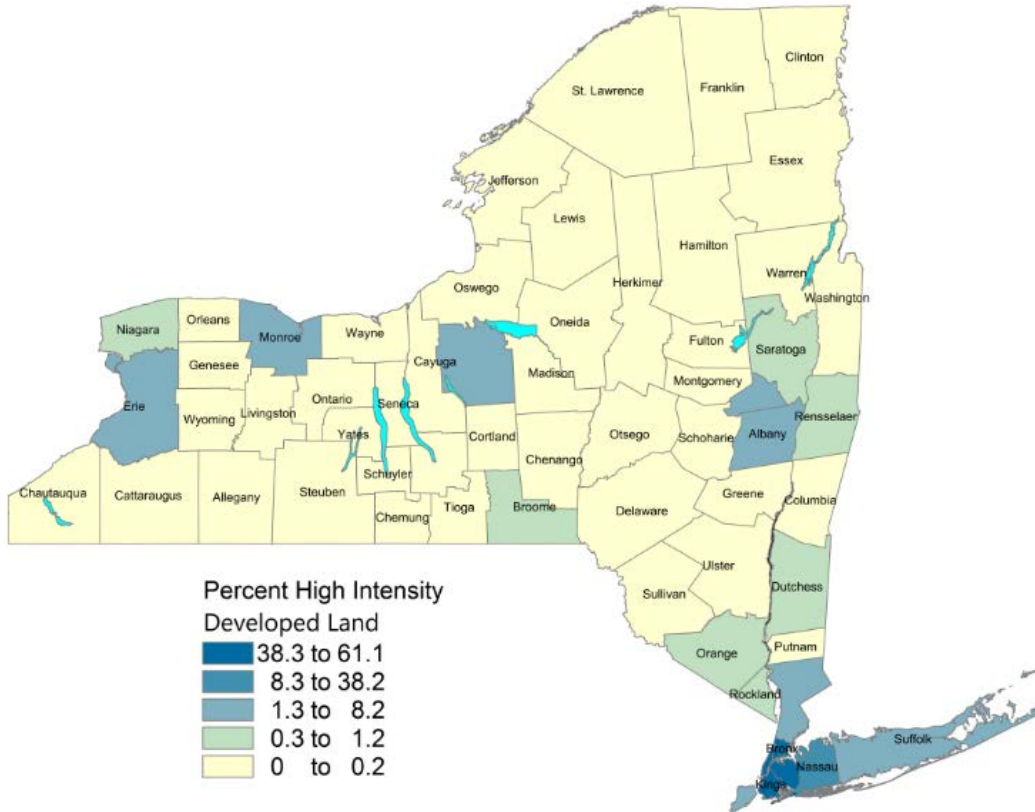 Clinton
Franklin
St. Lawrence
Essex
Jefferson
Lewis
Hamilton
Herkimer
Warren
Washington
Oswego
Oneida
Niagara
Orleans
Monroe
Wayne
Fulton
Saratoga
Cayuga
Genesee
Madison
Montgomery
Ontario
Seneca
Erie
Wyoming
Livingston
Rensselaer
Albany
Otsego
Schoharie
Yates
Cortland
Chenango
Schuyler
Chautauqua
Cattaraugus
Allegany
Steuben
Greene
Columbia
Chemung
Tioga
Broome
Delaware
Ulster
Dutchess
Sullivan
Putnam
Orange
Rockland
Suffolk
Bronx
Nassau
Kings
Percent High Intensity
Developed Land
38.3 to 61.1
8.3 to 38.2
1.3 to 8.2
0.3 to 1.2
0 to 0.2